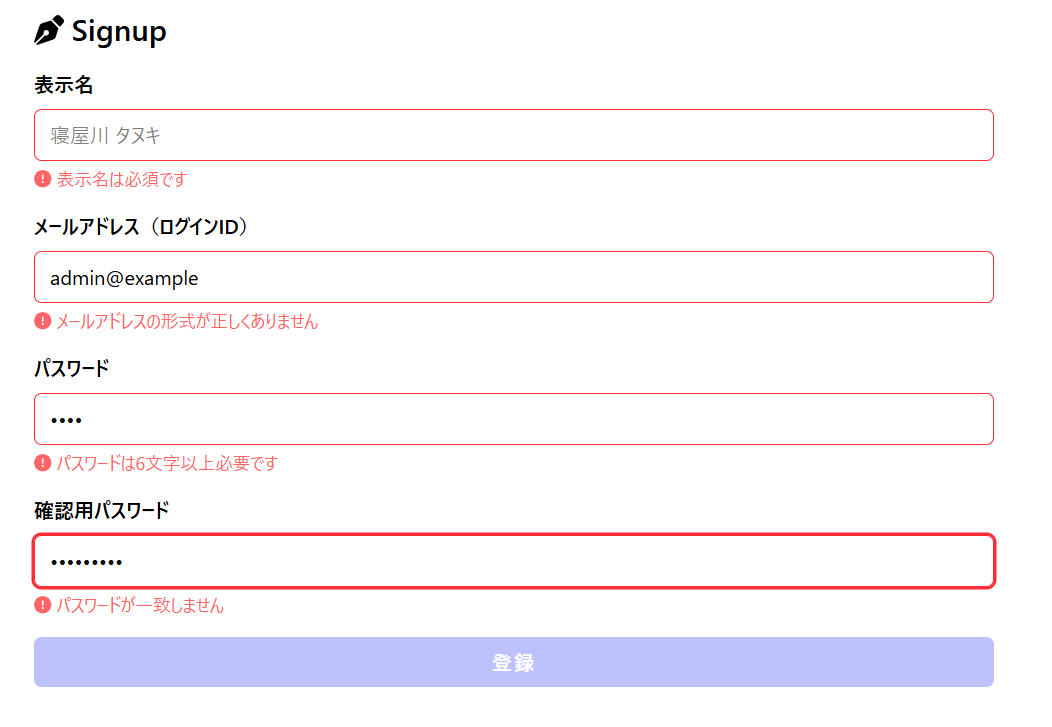 Signup
表示名
寝屋川 タヌキ
表示名は必須です
メールアドレス（ログインID）
admin@example
メールアドレスの形式が正しくありません
パスワード
••••
パスワードは6文字以上必要です
確認用パスワード
•••••••••
パスワードが一致しません
登録